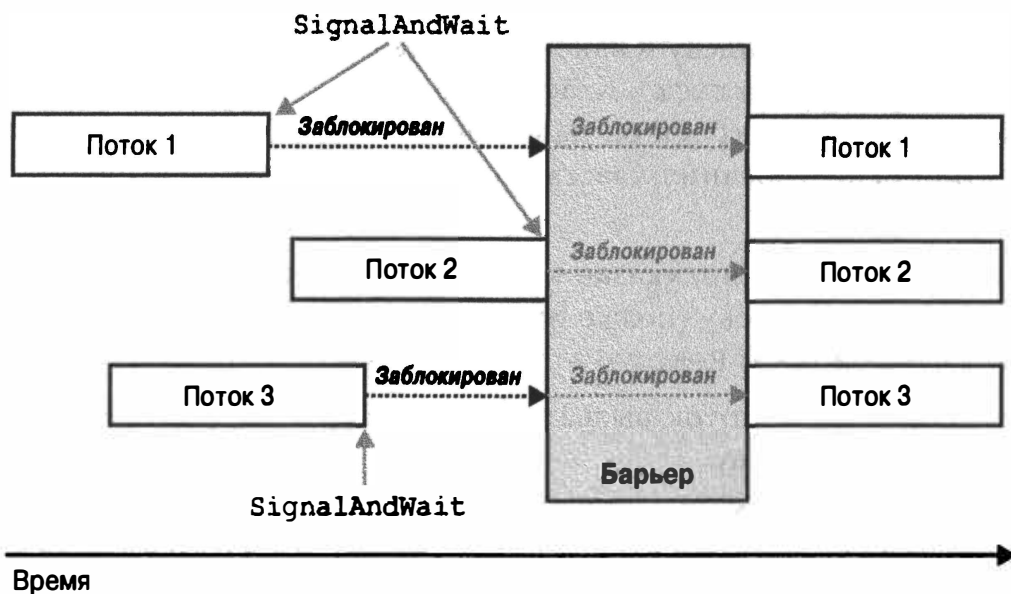 SignalAndWait
Поток 1
Заблокирован
Заблокирован
Поток 1
Поток 2
Заблокирован
Поток 2
Поток 3
Заблокирован
Заблокирован
Поток 3
Барьер
SignalAndWait
Время